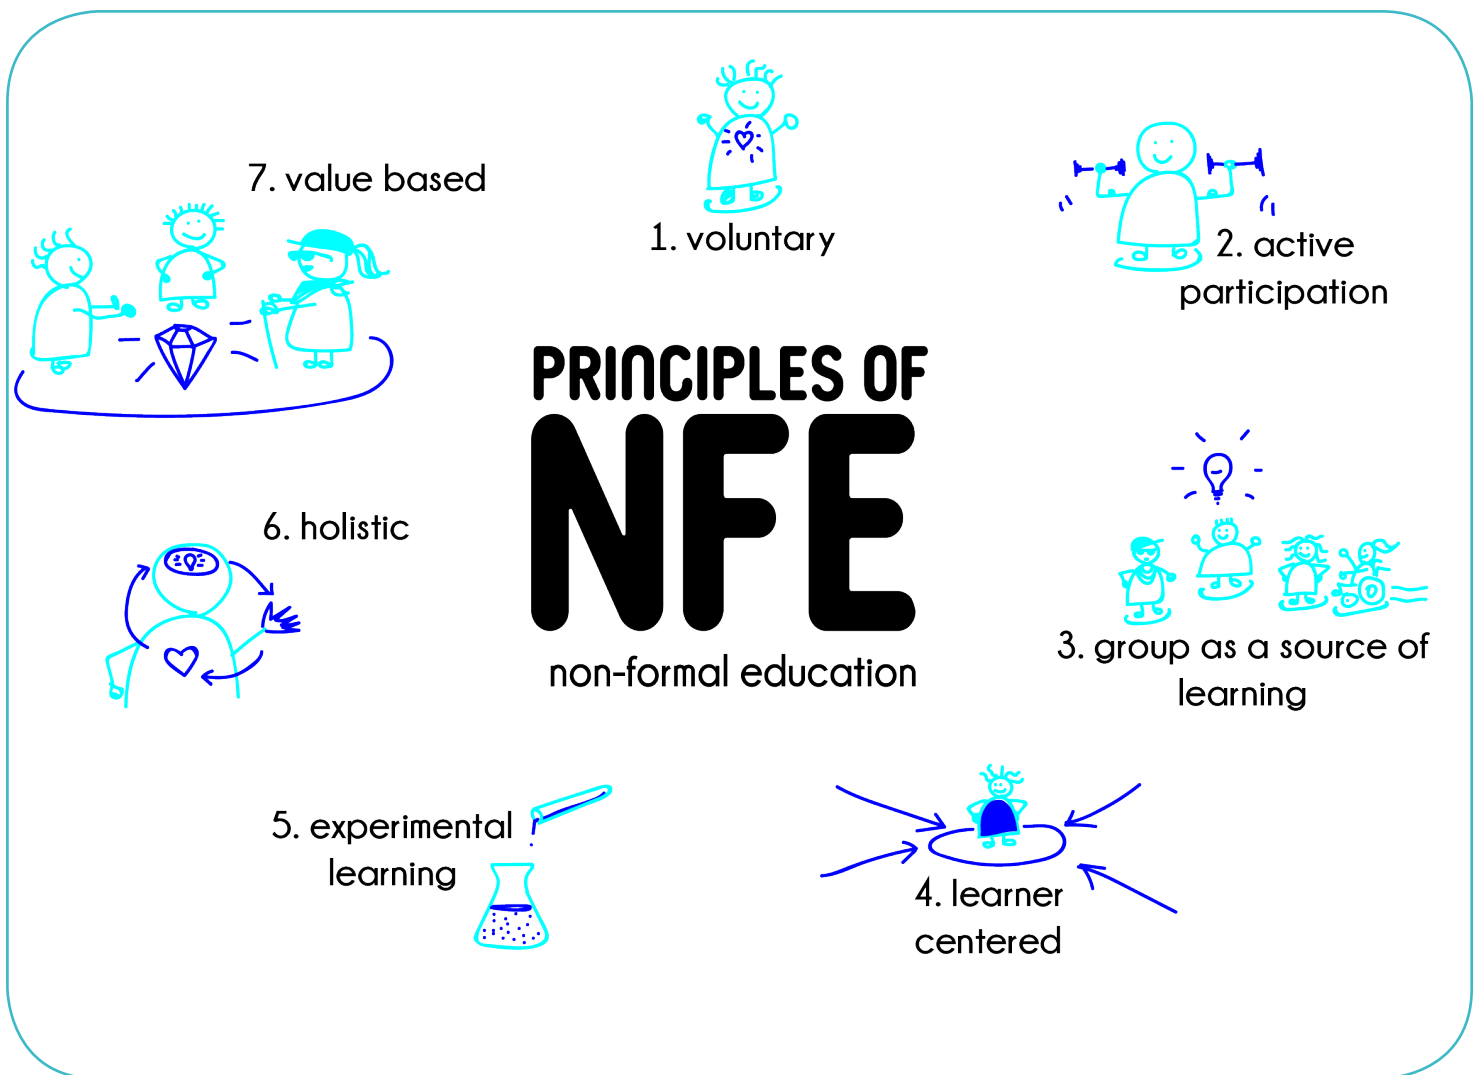 PRINCIPLES OF
NFE
non-formal education
1. voluntary
2. active
participation
3. group as a source of
learning
4. learner
centered
5. experimental
learning
6. holistic
7. value based